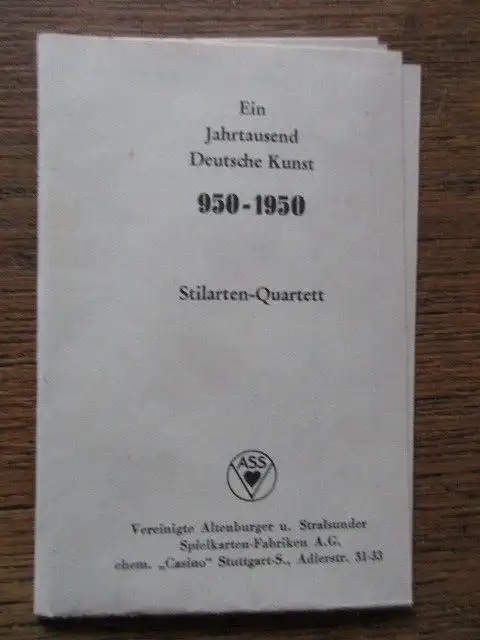 Ein
Jahrtausend
Deutsche Kunst
950-1950
Stilarten-Quartett
ASS
Vereinigte Altenburger u. Stralsunder
Spielkarten-Fabriken A.G.
ehem. „Casino" Stuttgart-S., Adlerstr. 31-33